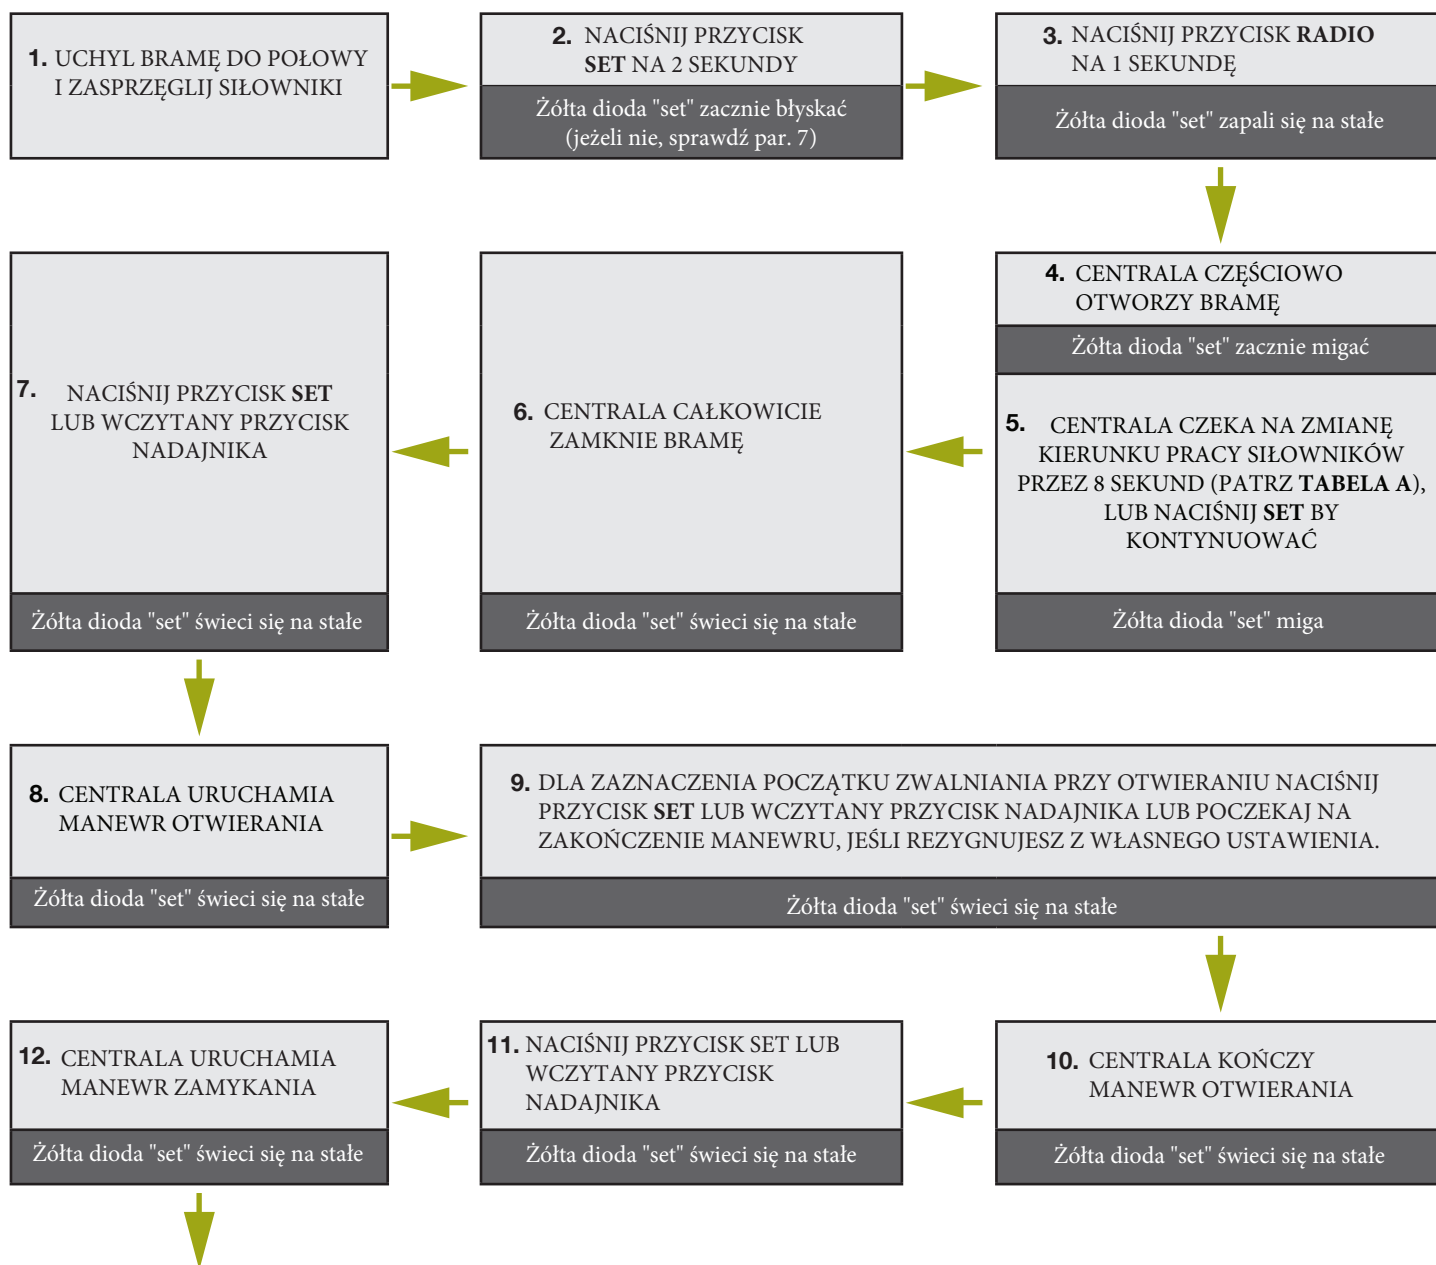 1. UCHYL BRAMĘ DO POŁOWY
I ZASPRZĘGLIJ SIŁOWNIKI
2. NACIŚNIJ PRZYCISK
SET NA 2 SEKUNDY
Żółta dioda "set" zacznie błyskać
(jeżeli nie, sprawdź par. 7)
3. NACIŚNIJ PRZYCISK RADIO
NA 1 SEKUNDĘ
Żółta dioda "set" zapali się na stałe
4. CENTRALA CZĘŚCIOWO
OTWORZY BRAMĘ
Żółta dioda "set" zacznie migać
5. CENTRALA CZEKA NA ZMIANĘ
KIERUNKU PRACY SIŁOWNIKÓW
PRZEZ 8 SEKUND (PATRZ TABELA A),
LUB NACIŚNIJ SET BY
KONTYNUOWAĆ
Żółta dioda "set" miga
6. CENTRALA CAŁKOWICIE
ZAMKNIE BRAMĘ
Żółta dioda "set" świeci się na stałe
7. NACIŚNIJ PRZYCISK SET
LUB WCZYTANY PRZYCISK
NADAJNIKA
Żółta dioda "set" świeci się na stałe
8. CENTRALA URUCHAMIA
MANEWR OTWIERANIA
Żółta dioda "set" świeci się na stałe
9. DLA ZAZNACZENIA POCZĄTKU ZWALNIANIA PRZY OTWIERANIU NACIŚNIJ
PRZYCISK SET LUB WCZYTANY PRZYCISK NADAJNIKA LUB POCZEKAJ NA
ZAKOŃCZENIE MANEWRU, JEŚLI REZYGNUJESZ Z WŁASNEGO USTAWIENIA.
Żółta dioda "set" świeci się na stałe
10. CENTRALA KOŃCZY
MANEWR OTWIERANIA
Żółta dioda "set" świeci się na stałe
11. NACIŚNIJ PRZYCISK SET LUB
WCZYTANY PRZYCISK
NADAJNIKA
Żółta dioda "set" świeci się na stałe
12. CENTRALA URUCHAMIA
MANEWR ZAMYKANIA
Żółta dioda "set" świeci się na stałe